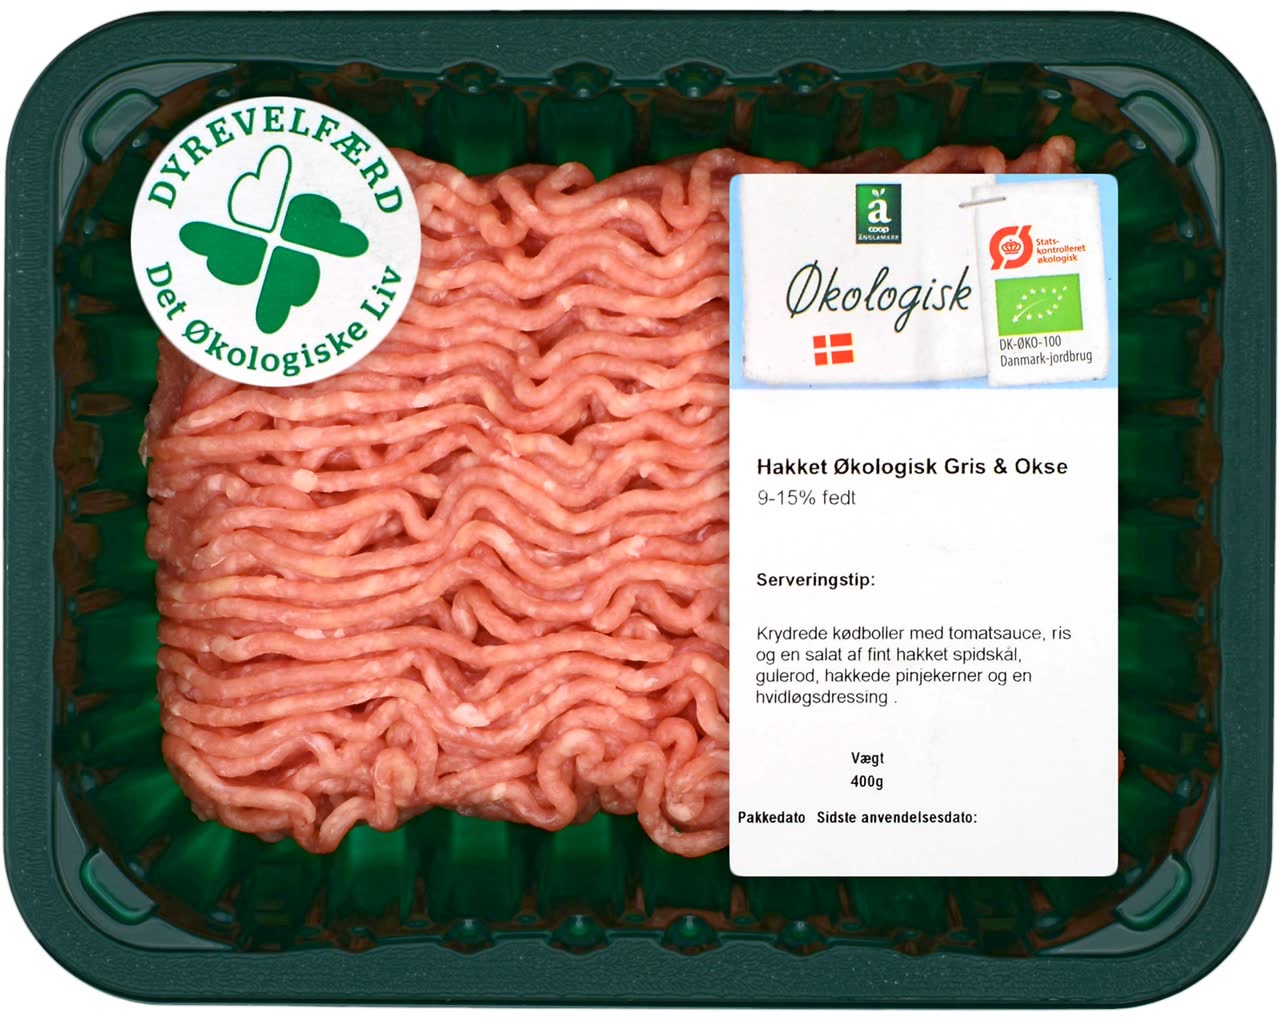 DYREVELFÆRD
Det Økologiske Liv
å
coop
ÄNGLAMARK
Økologisk
Stats-
kontrolleret
økologisk
DK-ØKO-100
Danmark-jordbrug
Hakket Økologisk Gris & Okse
9-15% fedt
Serveringstip:
Krydrede kødboller med tomatsauce, ris
og en salat af fint hakket spidskål,
gulerod, hakkede pinjekerner og en
hvidløgsdressing .
Vægt
400g
Pakkedato Sidste anvendelsesdato: